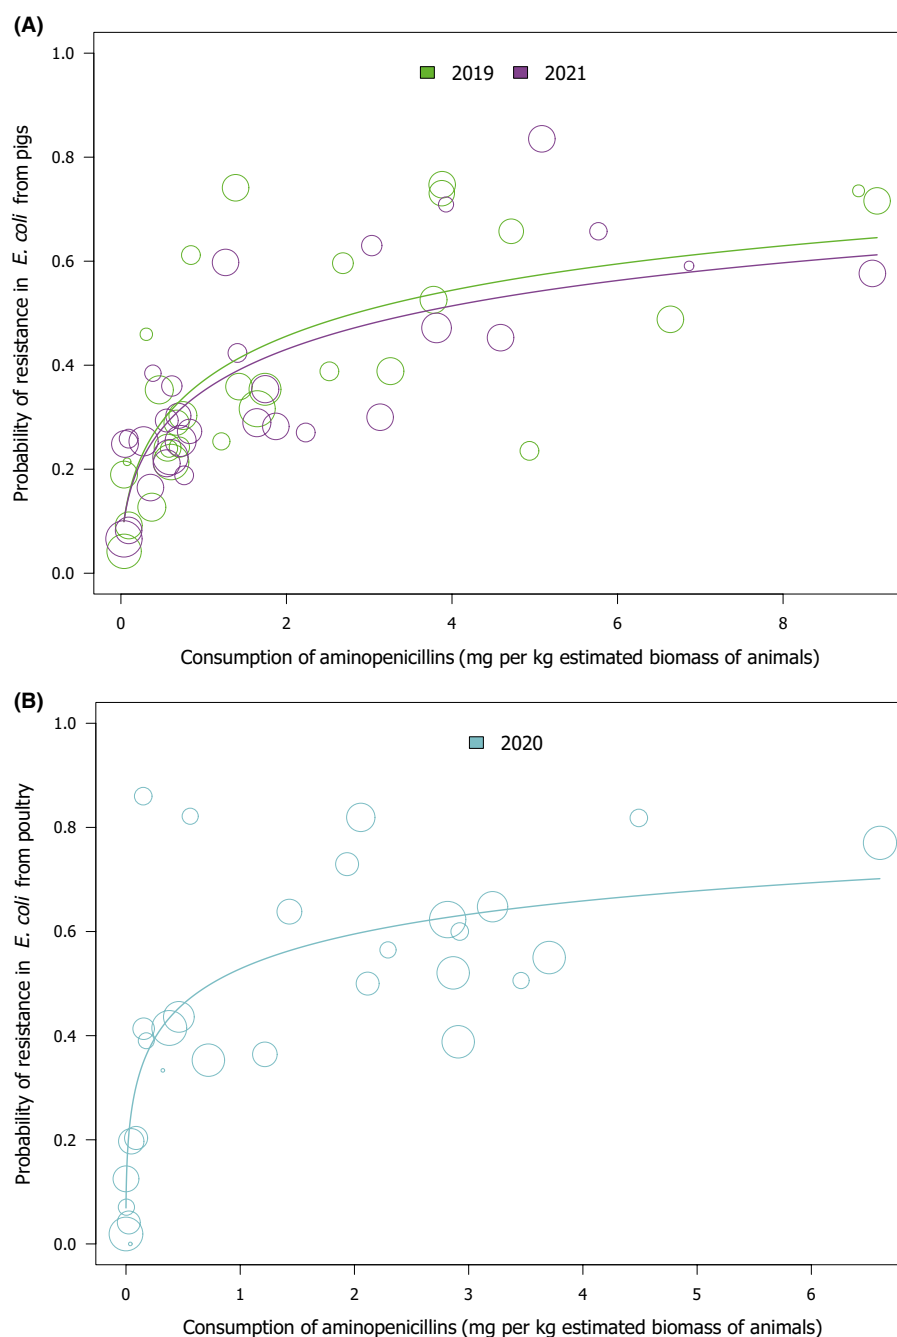 (A)
1.0
0.8
0.6
0.4
0.2
0.0
Probability of resistance in E. coli from pigs
2019 2021
0 2 4 6 8
Consumption of aminopenicillins (mg per kg estimated biomass of animals)
(B)
1.0
0.8
0.6
0.4
0.2
0.0
Probability of resistance in E. coli from poultry
2020
0 1 2 3 4 5 6
Consumption of aminopenicillins (mg per kg estimated biomass of animals)